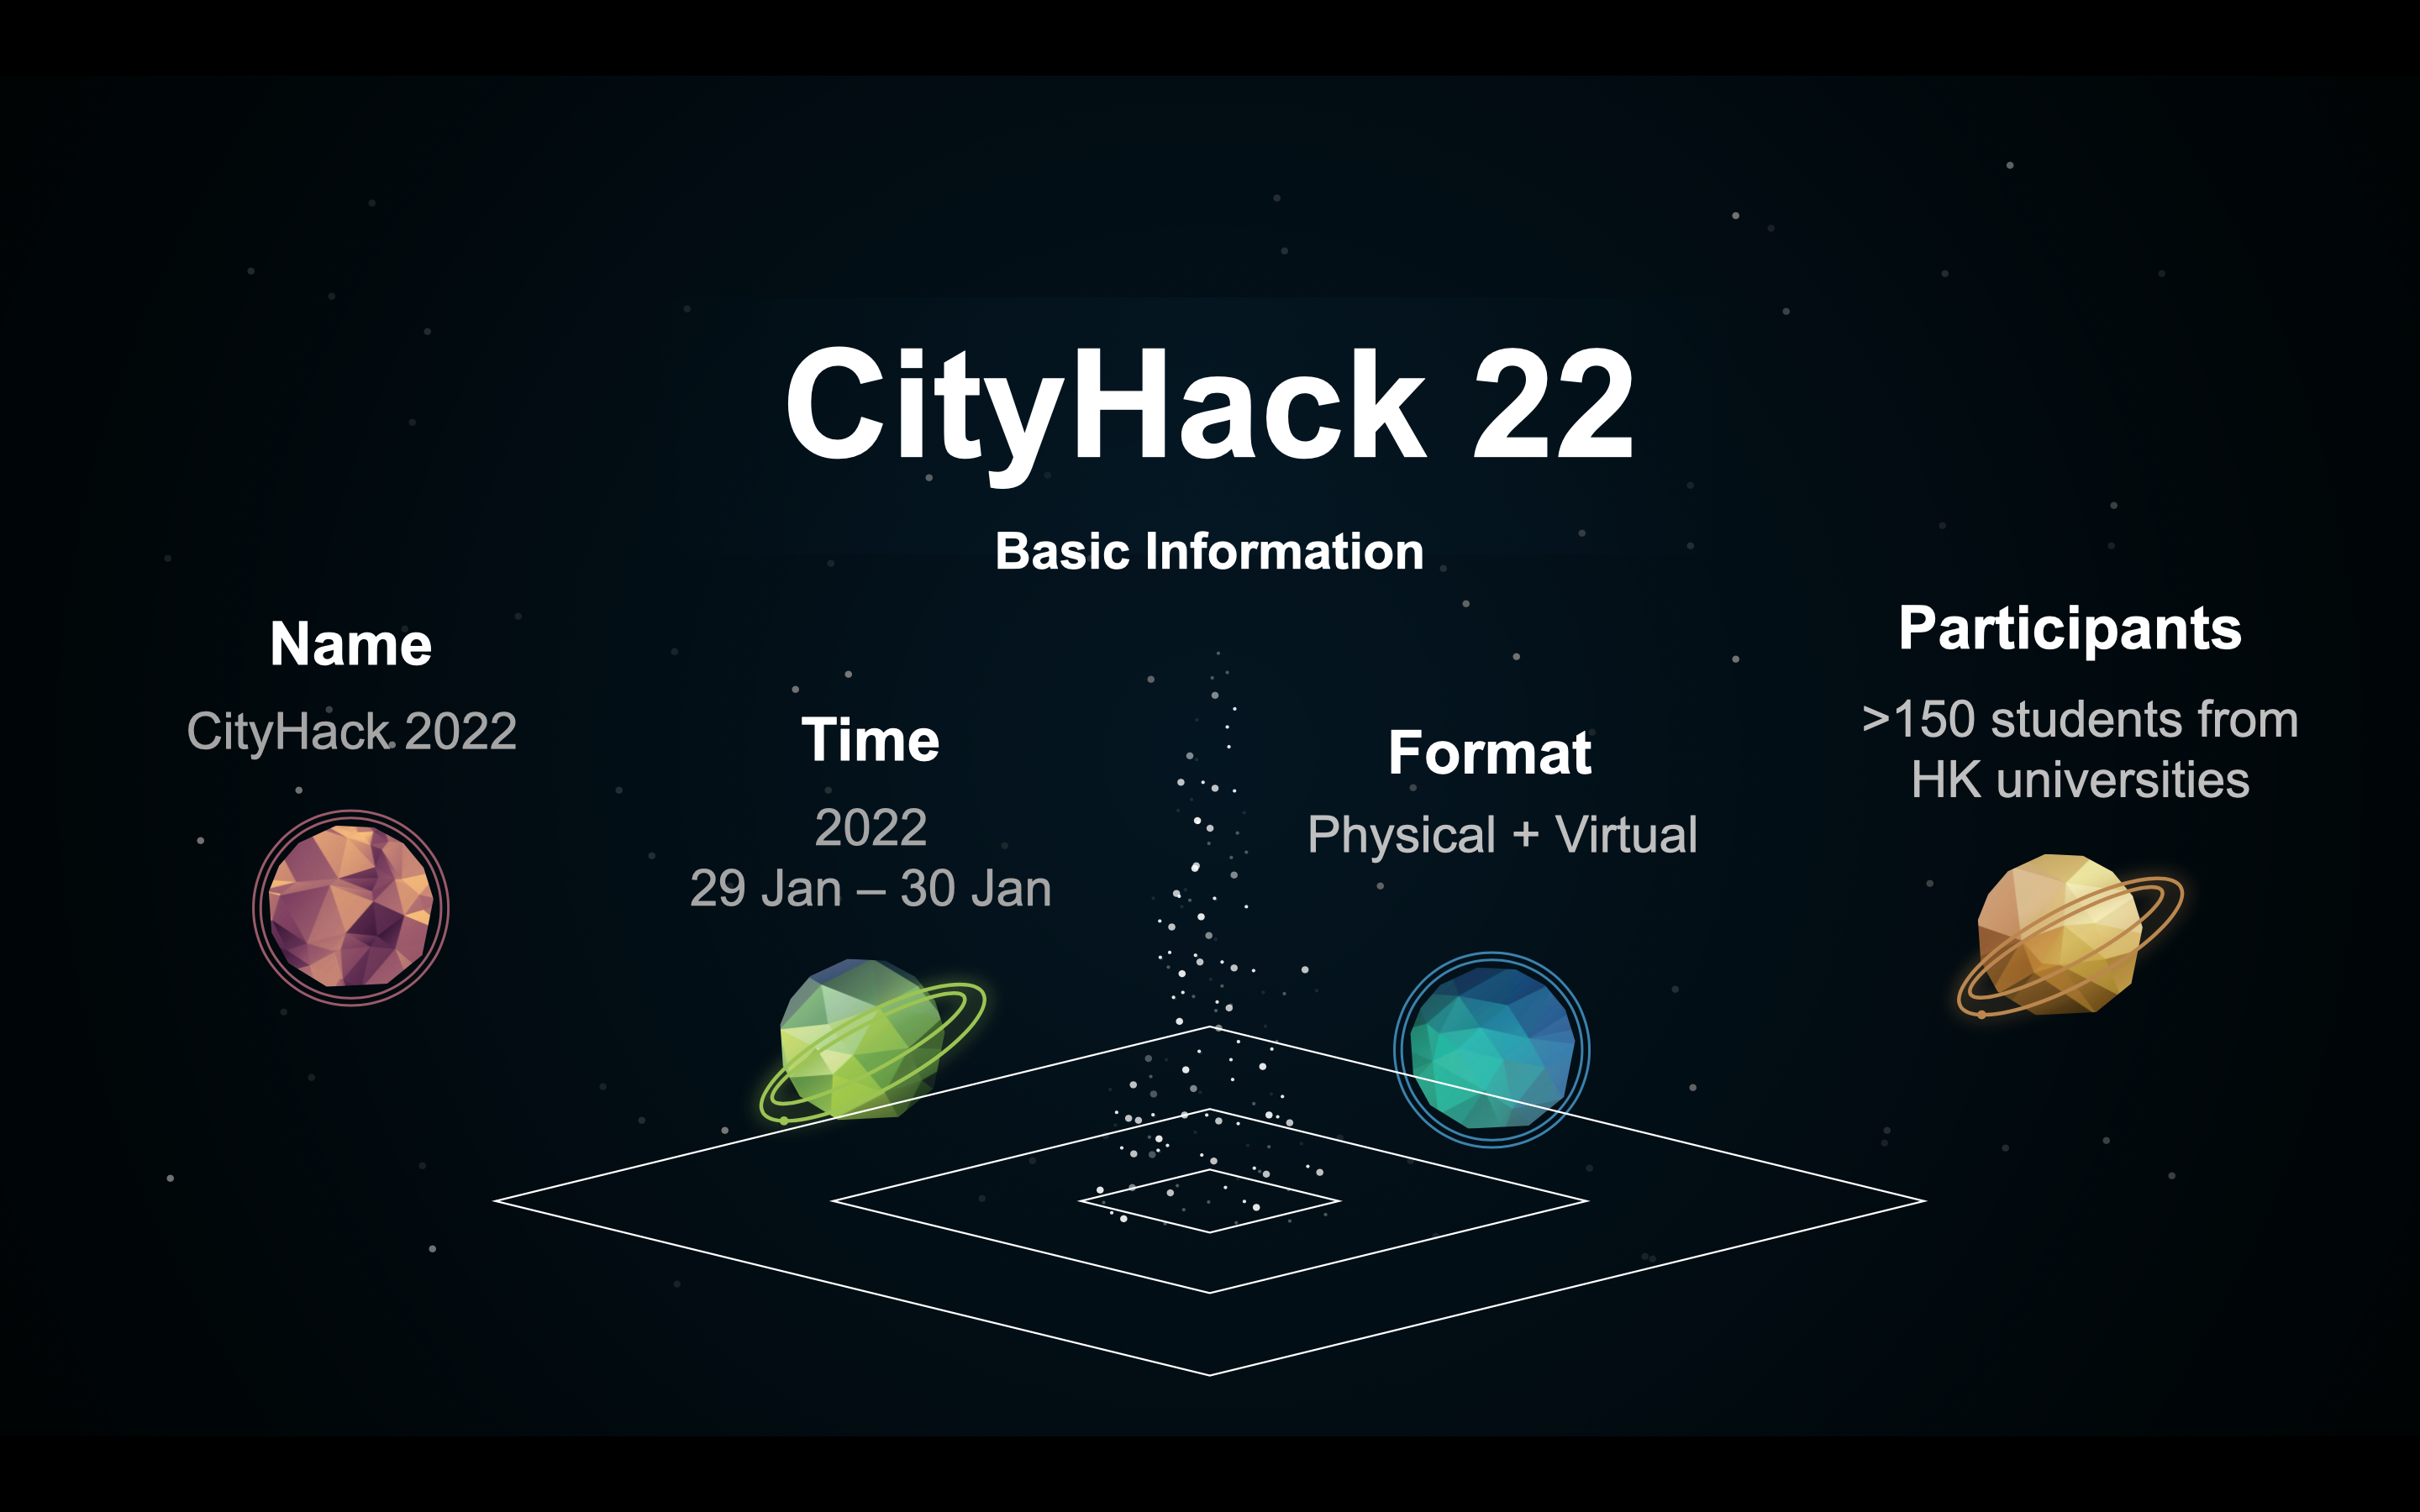 CityHack 22
Basic Information
Name
CityHack 2022
Time
2022
29 Jan – 30 Jan
Format
Physical + Virtual
Participants
>150 students from
HK universities